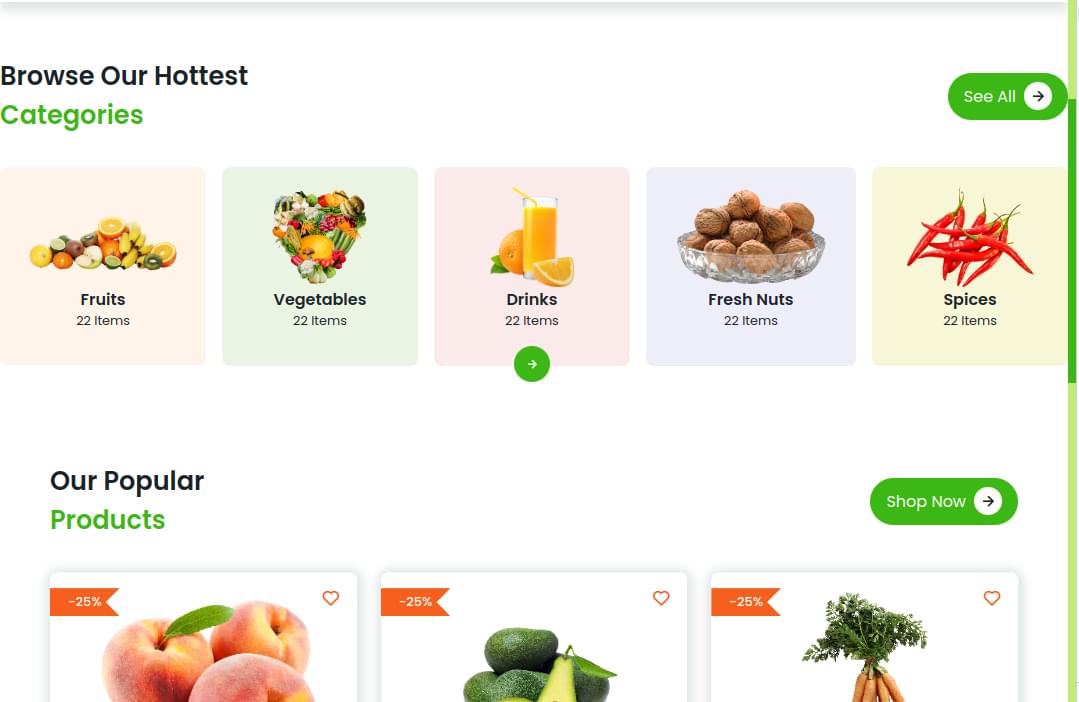 Browse Our Hottest
Categories
See All
Fruits
22 Items
Vegetables
22 Items
Drinks
22 Items
Fresh Nuts
22 Items
Spices
22 Items
Our Popular
Products
Shop Now
-25%
-25%
-25%